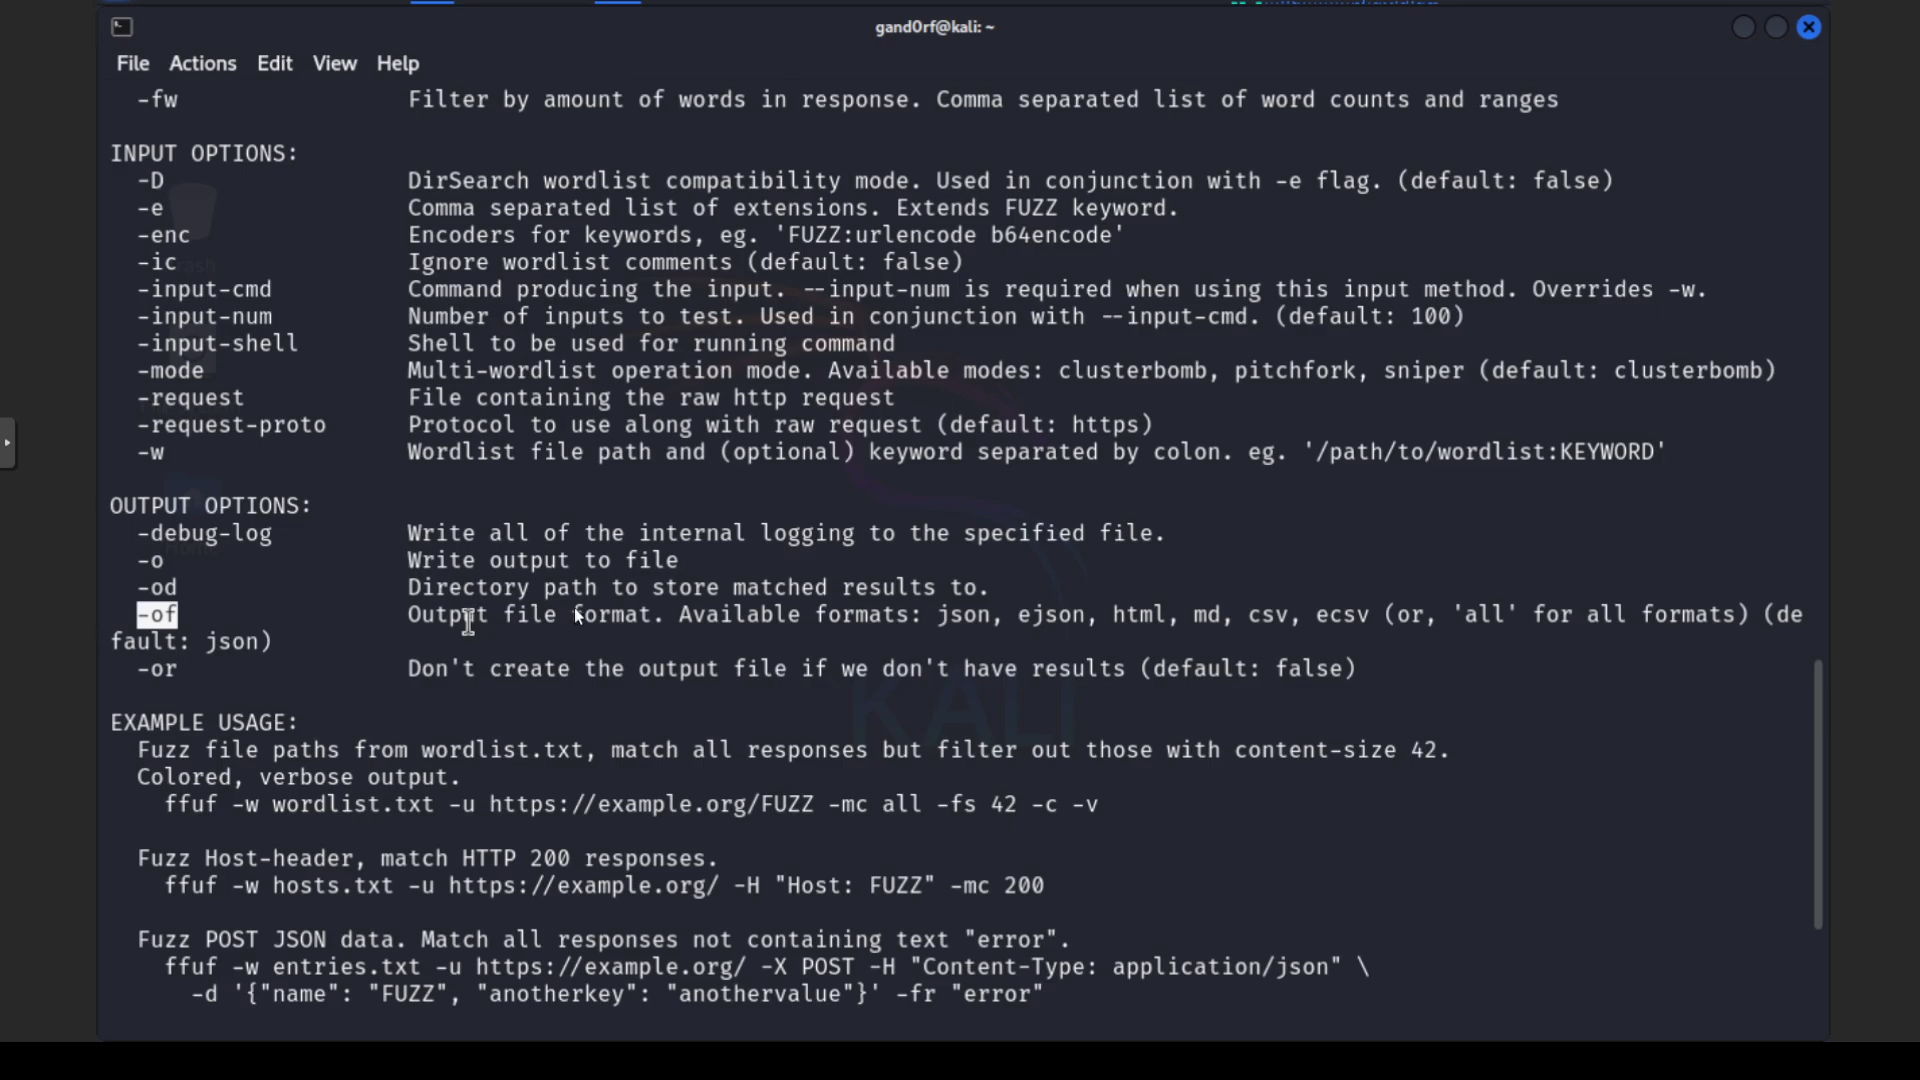 gand0rf@kali: ~
File Actions Edit View Help
-fw Filter by amount of words in response. Comma separated list of word counts and ranges
INPUT OPTIONS:
-D DirSearch wordlist compatibility mode. Used in conjunction with -e flag. (default: false)
-e Comma separated list of extensions. Extends FUZZ keyword.
-enc Encoders for keywords, eg. 'FUZZ:urlencode b64encode'
-ic Ignore wordlist comments (default: false)
-input-cmd Command producing the input. --input-num is required when using this input method. Overrides -w.
-input-num Number of inputs to test. Used in conjunction with --input-cmd. (default: 100)
-input-shell Shell to be used for running command
-mode Multi-wordlist operation mode. Available modes: clusterbomb, pitchfork, sniper (default: clusterbomb)
-request File containing the raw http request
-request-proto Protocol to use along with raw request (default: https)
-w Wordlist file path and (optional) keyword separated by colon. eg. '/path/to/wordlist:KEYWORD'
OUTPUT OPTIONS:
-debug-log Write all of the internal logging to the specified file.
-o Write output to file
-od Directory path to store matched results to.
-of Output file format. Available formats: json, ejson, html, md, csv, ecsv (or, 'all' for all formats) (de
fault: json)
-or Don't create the output file if we don't have results (default: false)
KALI
EXAMPLE USAGE:
Fuzz file paths from wordlist.txt, match all responses but filter out those with content-size 42.
Colored, verbose output.
ffuf -w wordlist.txt -u https://example.org/FUZZ -mc all -fs 42 -c -v
Fuzz Host-header, match HTTP 200 responses.
ffuf -w hosts.txt -u https://example.org/ -H "Host: FUZZ" -mc 200
Fuzz POST JSON data. Match all responses not containing text "error".
ffuf -w entries.txt -u https://example.org/ -X POST -H "Content-Type: application/json" \
-d '{"name": "FUZZ", "anotherkey": "anothervalue"}' -fr "error"